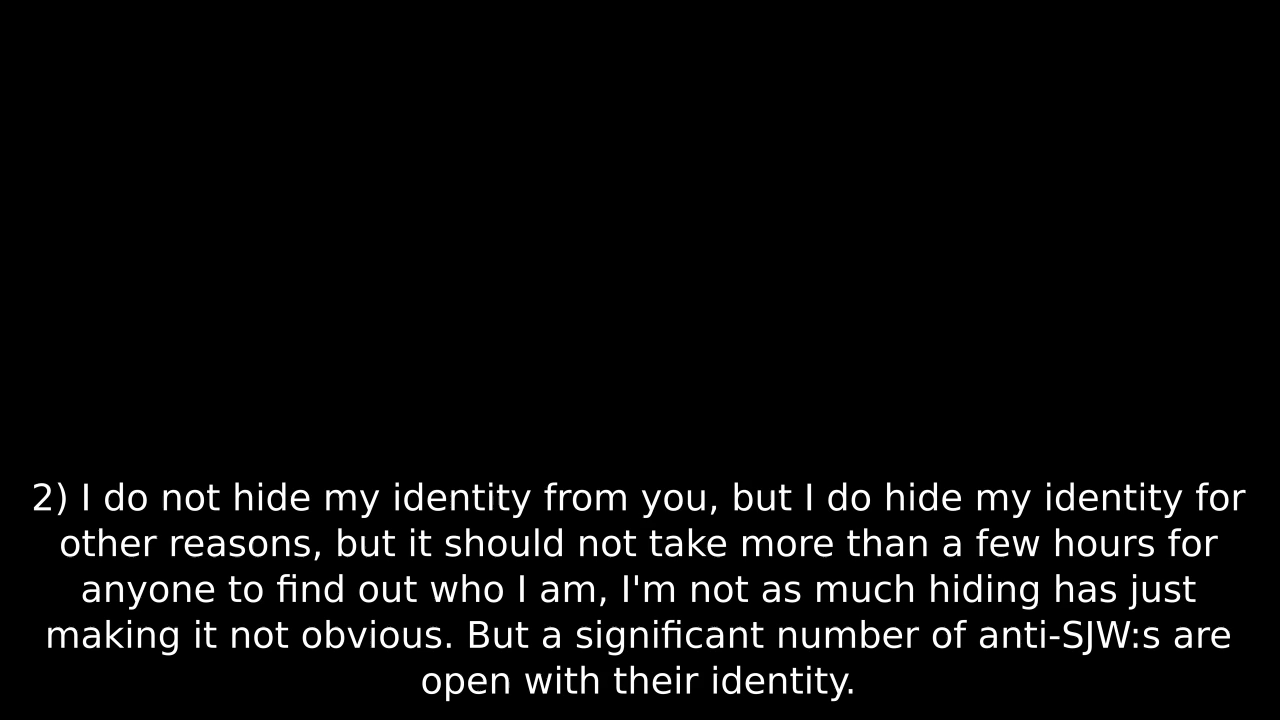 2) I do not hide my identity from you, but I do hide my identity for
other reasons, but it should not take more than a few hours for
anyone to find out who I am, I'm not as much hiding has just
making it not obvious. But a significant number of anti-SJW:s are
open with their identity.